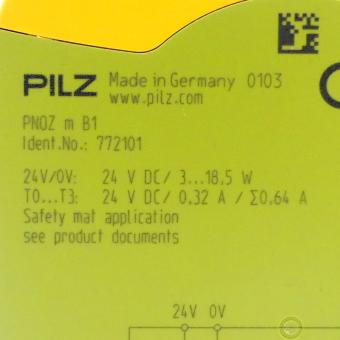 PILZ Made in Germany 0103
www.pilz.com
PNOZ m B1
Ident.No.: 772101
24V/0V: 24 V DC/ 3...18,5 W
T0...T3: 24 V DC/ 0,32 A / ∑0,64 A
Safety mat application
see product documents
24V 0V